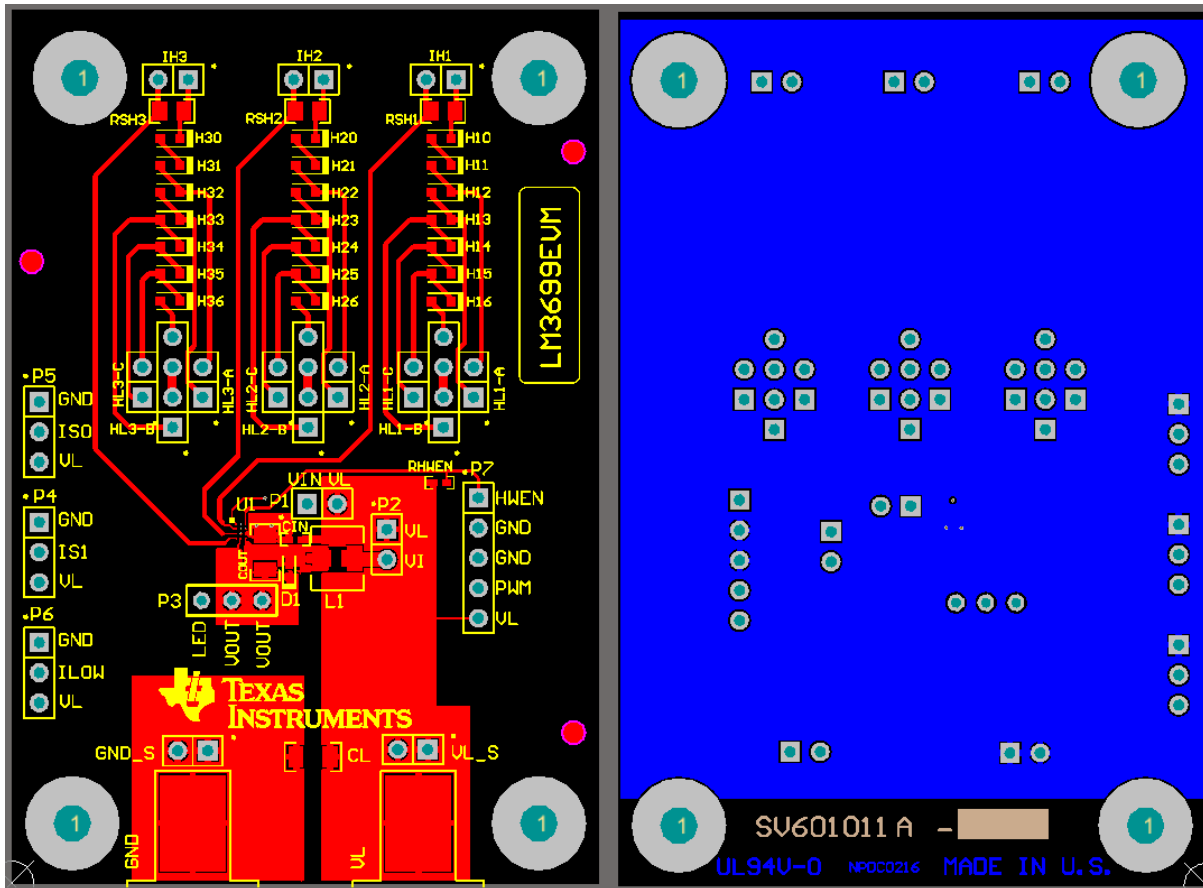 IH3 IH2 IH1
1 1 1 1
RSH3 RSH2 RSH1
H30 H20 H10
H31 H21 H11
H32 H22 H12
H33 H23 H13
H34 H24 H14
H35 H25 H15
H36 H26 H16
LM3699EVM
HL3-C HL3-A HL2-C HL2-A HL1-C HL1-A
HL3-B HL2-B HL1-B
P5
GND
ISO
VL
P4
GND
IS1
VL
P6
GND
ILOW
VL
RHWEN P7
VIN VL
U1 P1 P2
CIN
COUT
VL
VI
HWEN
GND
GND
PWM
VL
P3 D1 L1
LED VOUT VOUT
TEXAS
INSTRUMENTS
GND_S CL VL_S
GND VL
1 1 1 1
SV601011A -
UL94V-0 NPOC0216 MADE IN U.S.